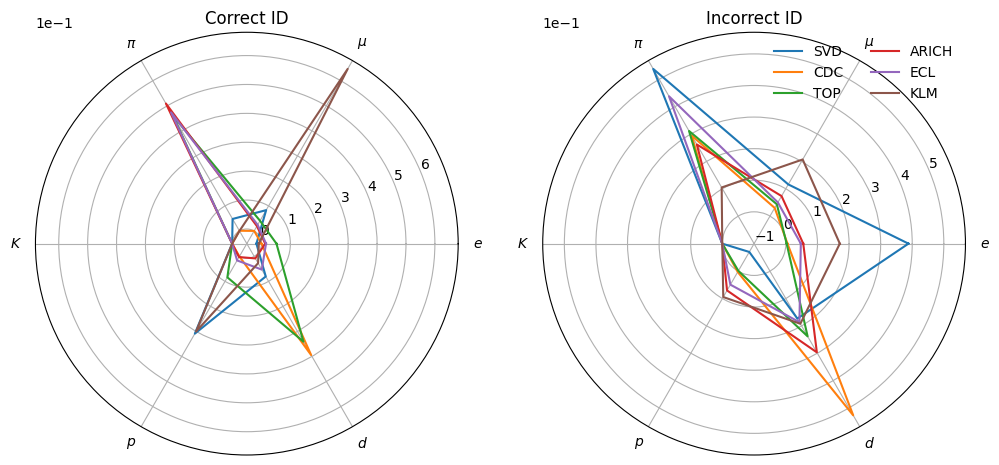 Correct ID
1e−1
e
μ
π
K
p
d
0
1
2
3
4
5
6
Incorrect ID
1e−1
e
μ
π
K
p
d
−1
0
1
2
3
4
5
SVD
CDC
TOP
ARICH
ECL
KLM